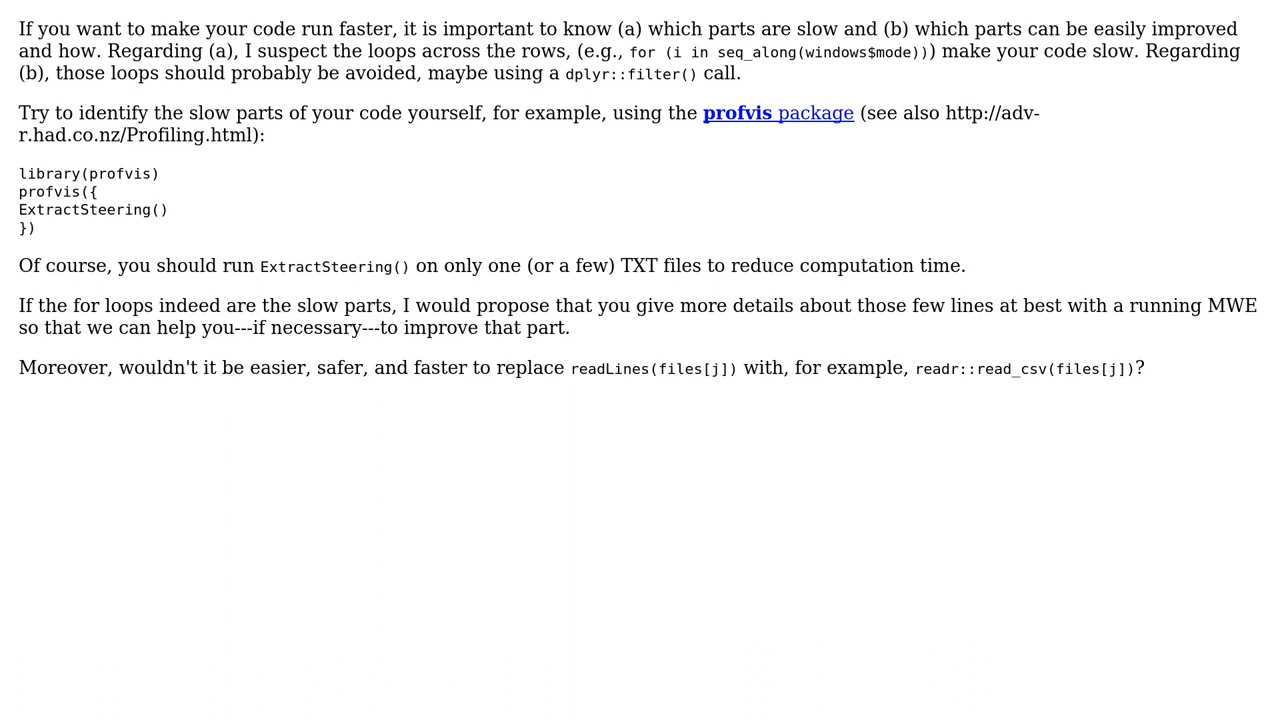 If you want to make your code run faster, it is important to know (a) which parts are slow and (b) which parts can be easily improved
and how. Regarding (a), I suspect the loops across the rows, (e.g., for (i in seq_along(windows$mode))) make your code slow. Regarding
(b), those loops should probably be avoided, maybe using a dplyr::filter() call.
Try to identify the slow parts of your code yourself, for example, using the profvis package (see also http://adv-
r.had.co.nz/Profiling.html):
library(profvis)
profvis({
ExtractSteering()
})
Of course, you should run ExtractSteering() on only one (or a few) TXT files to reduce computation time.
If the for loops indeed are the slow parts, I would propose that you give more details about those few lines at best with a running MWE
so that we can help you---if necessary---to improve that part.
Moreover, wouldn't it be easier, safer, and faster to replace readLines(files[j]) with, for example, readr::read_csv(files[j])?